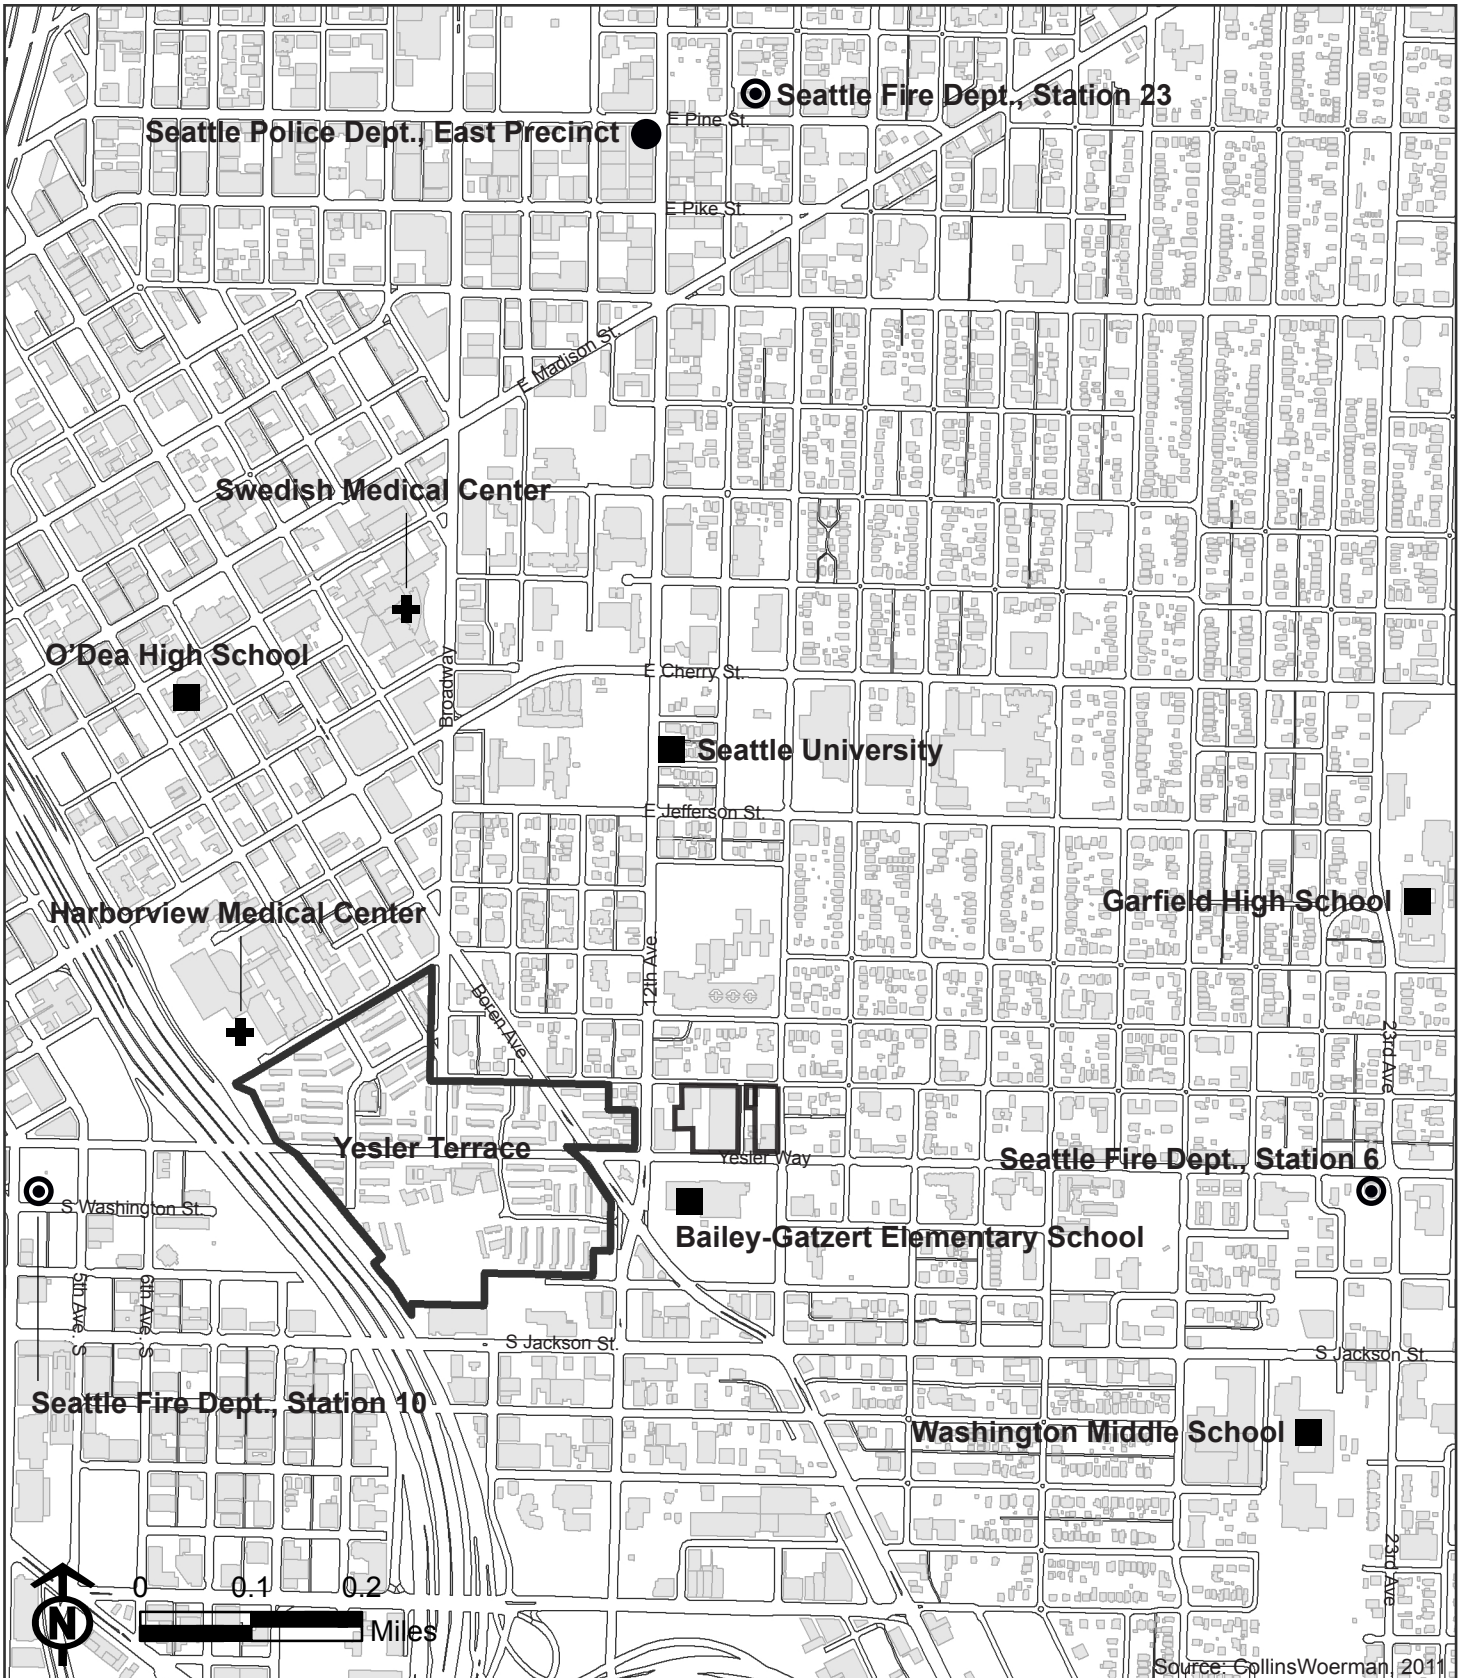 Seattle Fire Dept., Station 23
E Pine St.
Seattle Police Dept., East Precinct
E Pike St.
E Madison St.
Swedish Medical Center
O'Dea High School
Broadway
E Cherry St.
Seattle University
E Jefferson St.
Garfield High School
Harborview Medical Center
12th Ave.
Boren Ave.
23rd Ave
Yesler Terrace
Yesler Way
Seattle Fire Dept., Station 6
S Washington St.
Bailey-Gatzert Elementary School
5th Ave. S
6th Ave. S
S Jackson St.
S Jackson St.
Seattle Fire Dept., Station 10
Washington Middle School
23rd Ave
0 0.1 0.2
Miles
N
Source: CollinsWoerman, 2011